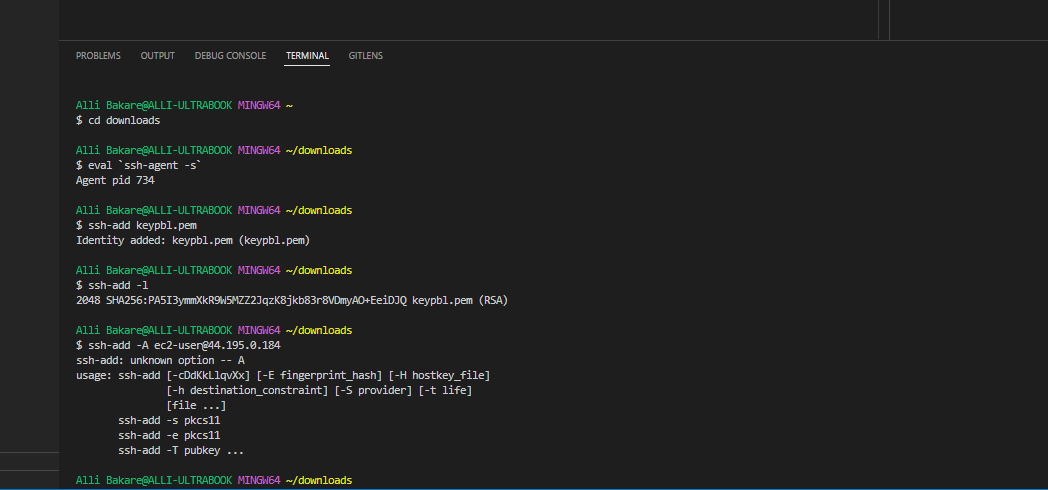 PROBLEMS OUTPUT DEBUG CONSOLE TERMINAL GITLENS
Alli Bakare@ALLI-ULTRABOOK MINGW64 ~
$ cd downloads
Alli Bakare@ALLI-ULTRABOOK MINGW64 ~/downloads
$ eval `ssh-agent -s`
Agent pid 734
Alli Bakare@ALLI-ULTRABOOK MINGW64 ~/downloads
$ ssh-add keypbl.pem
Identity added: keypbl.pem (keypbl.pem)
Alli Bakare@ALLI-ULTRABOOK MINGW64 ~/downloads
$ ssh-add -l
2048 SHA256:PA5I3ymmXkR9W5MZZ2JqzK8jkb83r8VDmyAO+EeiDJQ keypbl.pem (RSA)
Alli Bakare@ALLI-ULTRABOOK MINGW64 ~/downloads
$ ssh-add -A ec2-user@44.195.0.184
ssh-add: unknown option -- A
usage: ssh-add [-cDdKkLlqvXx] [-E fingerprint_hash] [-H hostkey_file]
[-h destination_constraint] [-S provider] [-t life]
[file ...]
ssh-add -s pkcs11
ssh-add -e pkcs11
ssh-add -T pubkey ...
Alli Bakare@ALLI-ULTRABOOK MINGW64 ~/downloads